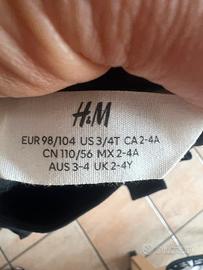 H&M
EUR 98/104 US 3/4T CA 2-4A
CN 110/56 MX 2-4A
AUS 3-4 UK 2-4Y
subito